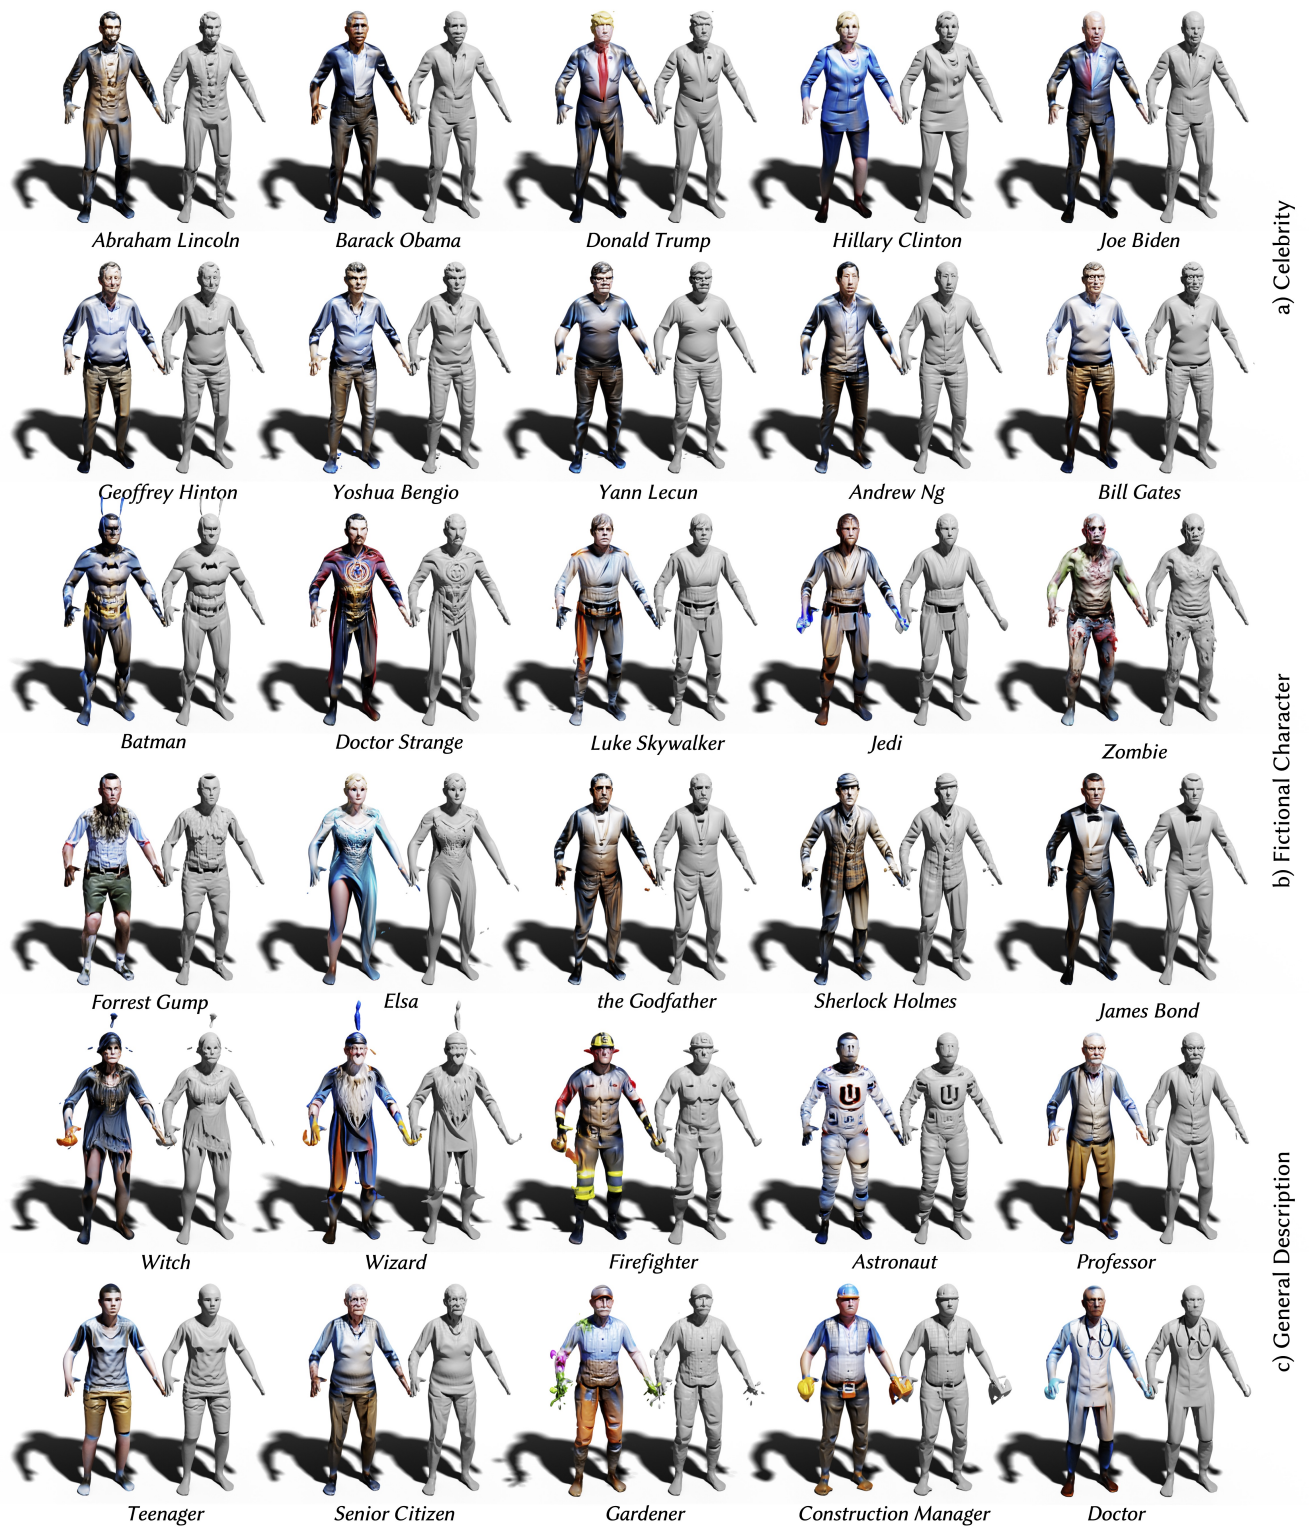 Abraham Lincoln
Barack Obama
Donald Trump
Hillary Clinton
Joe Biden
a) Celebrity
Geoffrey Hinton
Yoshua Bengio
Yann Lecun
Andrew Ng
Bill Gates
Batman
Doctor Strange
Luke Skywalker
Jedi
Zombie
b) Fictional Character
Forrest Gump
Elsa
the Godfather
Sherlock Holmes
James Bond
Witch
Wizard
Firefighter
Astronaut
Professor
c) General Description
Teenager
Senior Citizen
Gardener
Construction Manager
Doctor